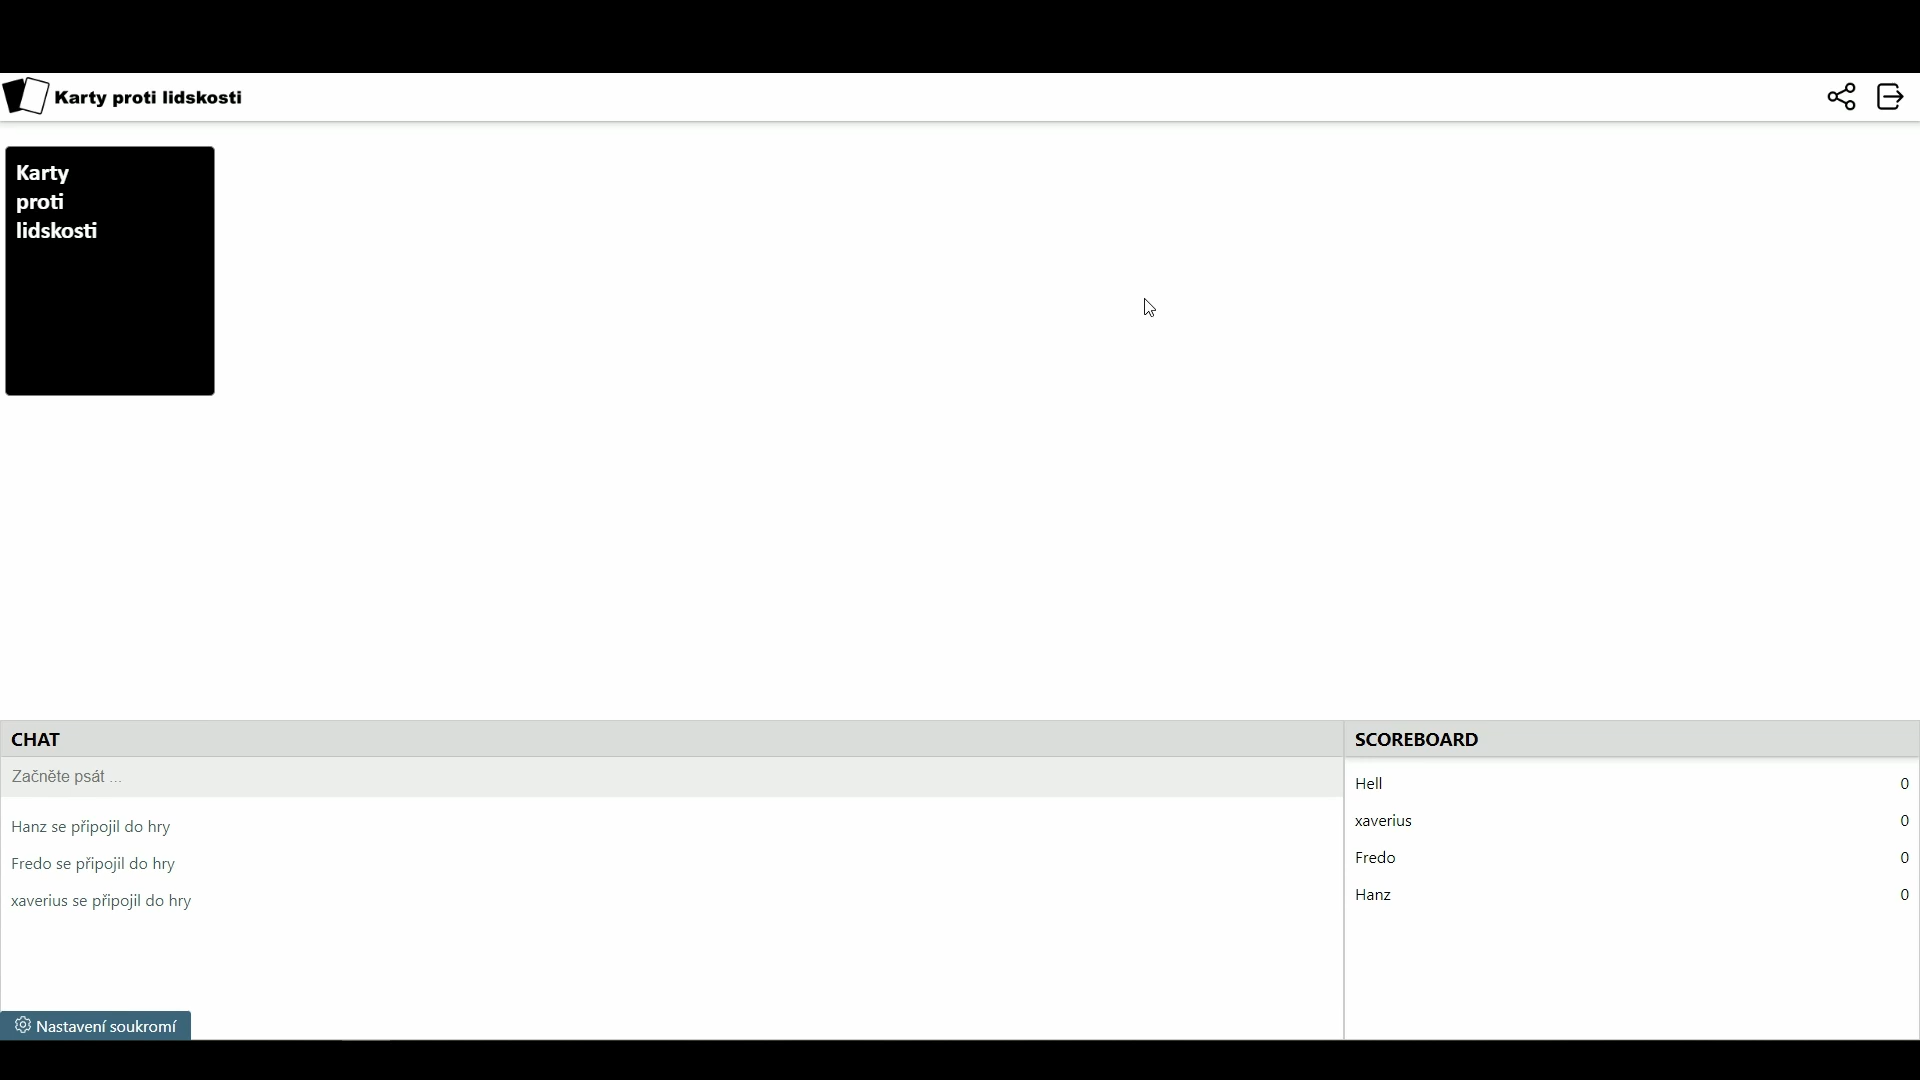 Karty proti lidskosti
Karty
proti
lidskosti
CHAT
Začněte psát ...
Hanz se připojil do hry
Fredo se připojil do hry
xaverius se připojil do hry
Nastavení soukromí
SCOREBOARD
Hell 0
xaverius 0
Fredo 0
Hanz 0